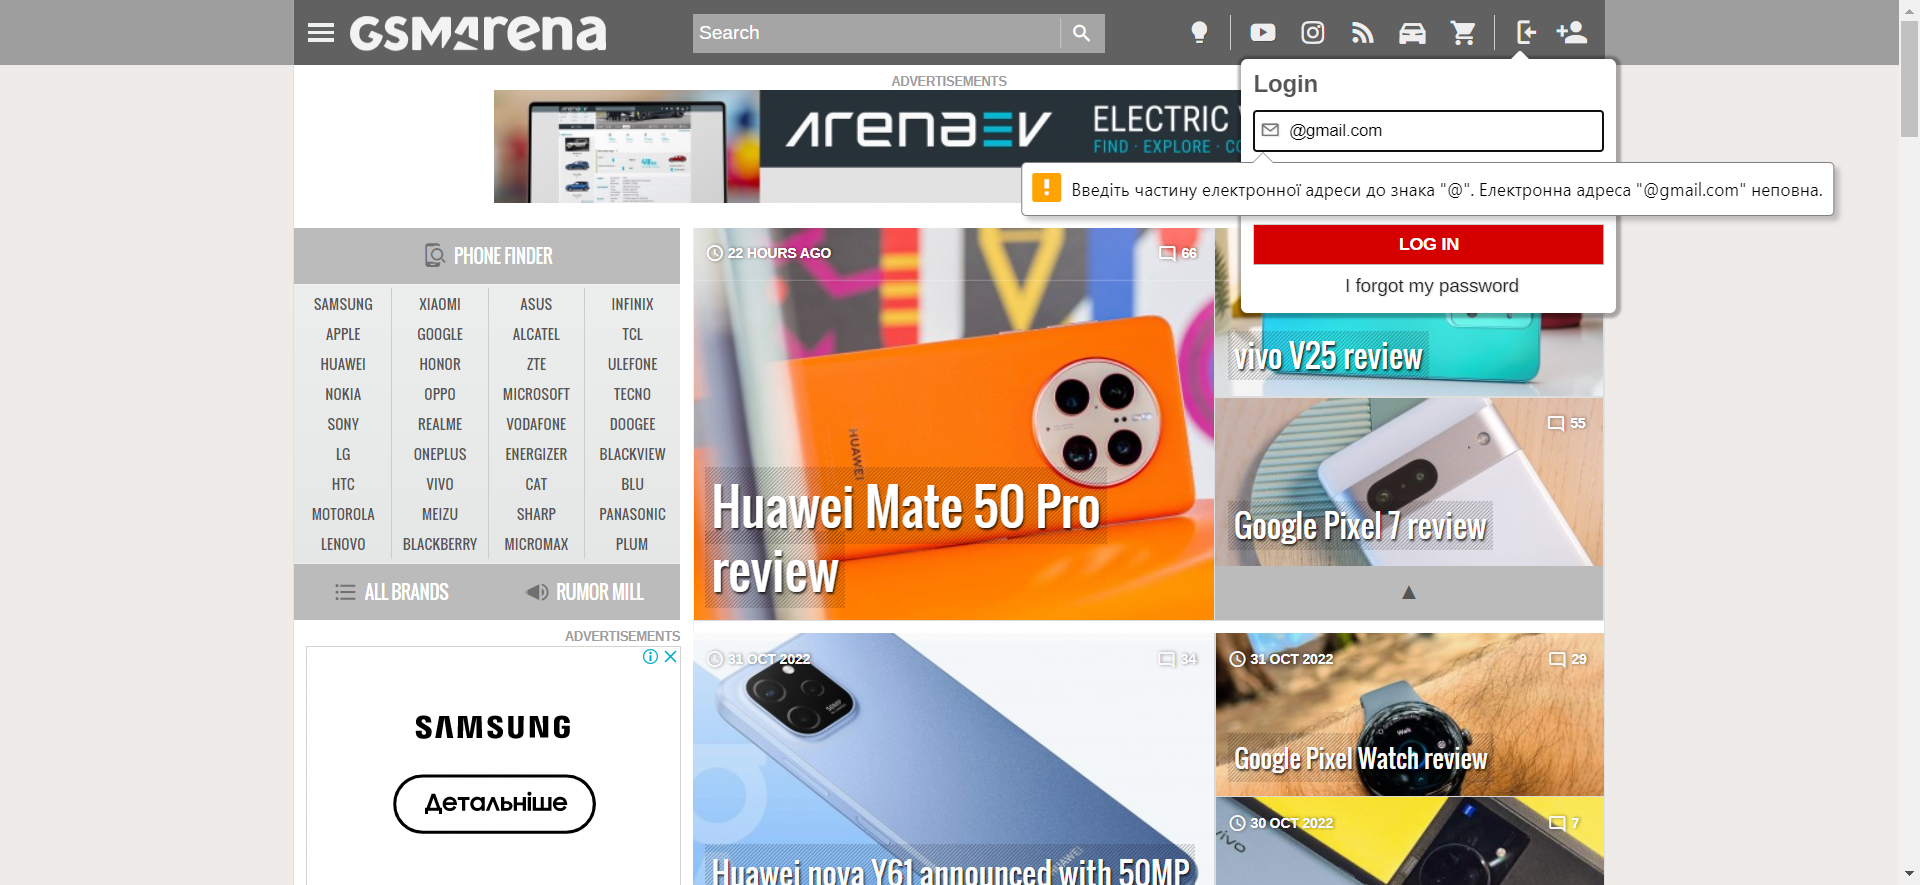 GSMArena
Search
ADVERTISEMENTS
Login
@gmail.com
arenaEV
ELECTRIC
FIND · EXPLORE ·
Введіть частину електронної адреси до знака "@". Електронна адреса "@gmail.com" неповна.
LOG IN
I forgot my password
PHONE FINDER
SAMSUNG XIAOMI ASUS INFINIX
APPLE GOOGLE ALCATEL TCL
HUAWEI HONOR ZTE ULEFONE
NOKIA OPPO MICROSOFT TECNO
SONY REALME VODAFONE DOOGEE
LG ONEPLUS ENERGIZER BLACKVIEW
HTC VIVO CAT BLU
MOTOROLA MEIZU SHARP PANASONIC
LENOVO BLACKBERRY MICROMAX PLUM
ALL BRANDS RUMOR MILL
22 HOURS AGO 66
HUAWEI
Huawei Mate 50 Pro
review
vivo V25 review
55
Google Pixel 7 review
▲
ADVERTISEMENTS
SAMSUNG
Детальніше
31 OCT 2022 34
50MP
HUAWEI
Huawei nova Y61 announced with 50MP
31 OCT 2022 29
Walk
Google Pixel Watch review
30 OCT 2022 7
vivo